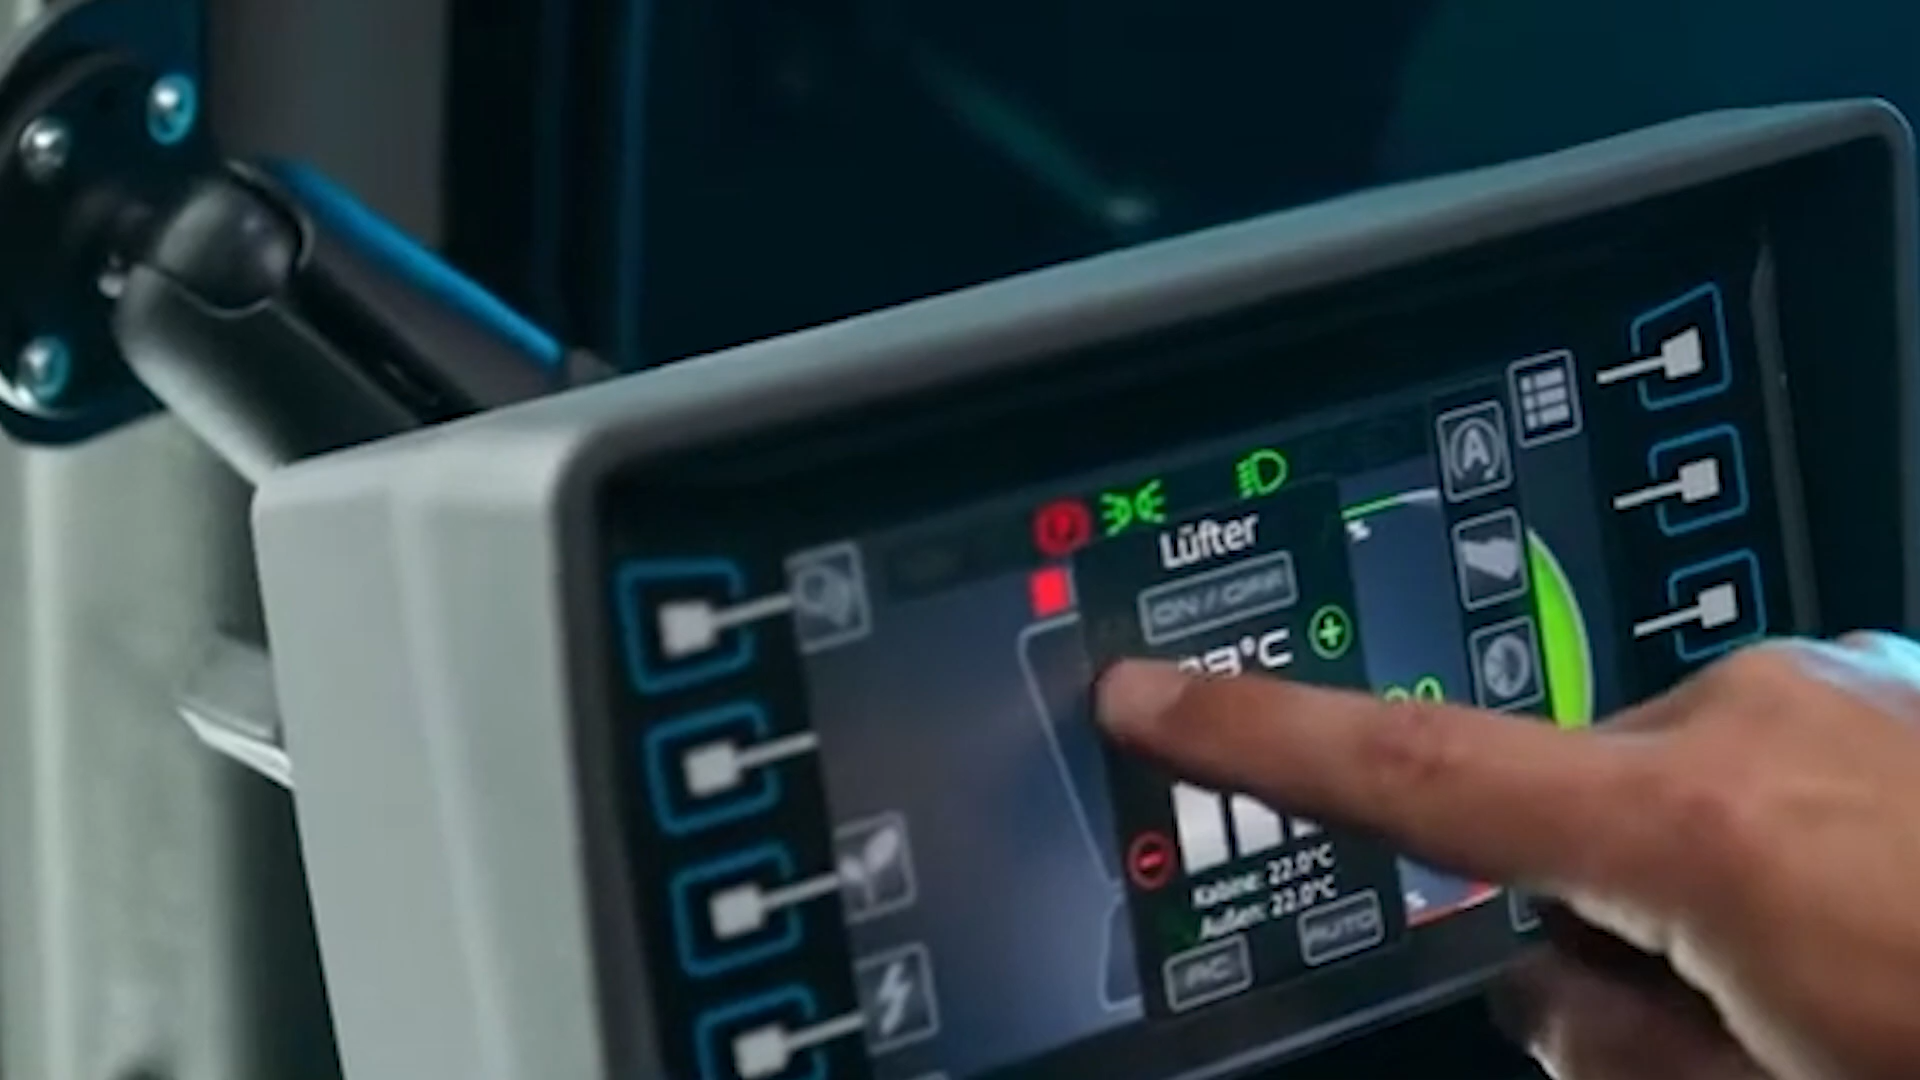 Lüfter
ON / OFF
°C
Kabine: 22.0°C
Außen: 22.0°C
AC
AUTO
A